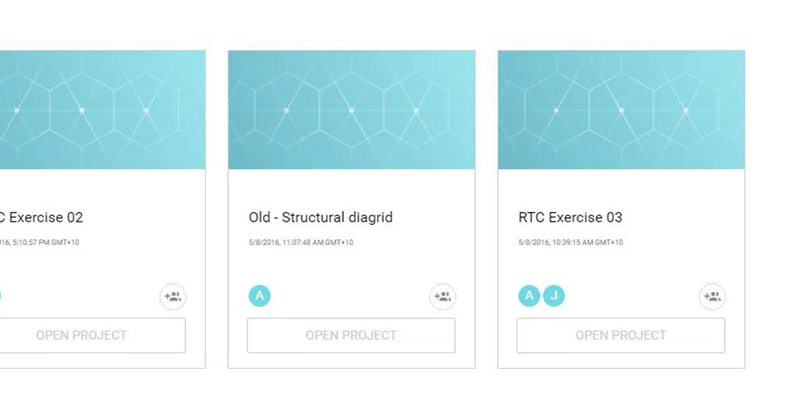 C Exercise 02
16, 5:10:57 PM GMT+10
OPEN PROJECT
Old - Structural diagrid
5/8/2016, 11:07:48 AM GMT+10
A
OPEN PROJECT
RTC Exercise 03
5/8/2016, 10:39:15 AM GMT+10
A J
OPEN PROJECT